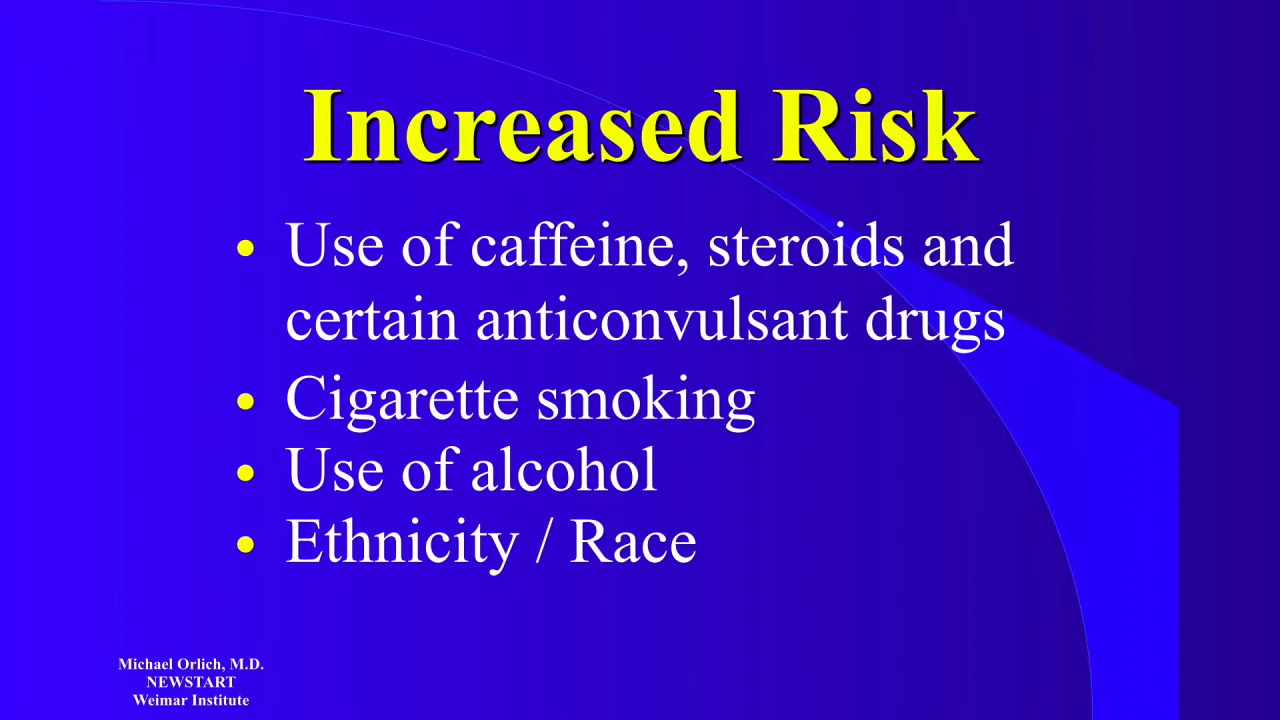 Increased Risk
• Use of caffeine, steroids and
certain anticonvulsant drugs
• Cigarette smoking
• Use of alcohol
• Ethnicity / Race
Michael Orlich, M.D.
NEWSTART
Weimar Institute